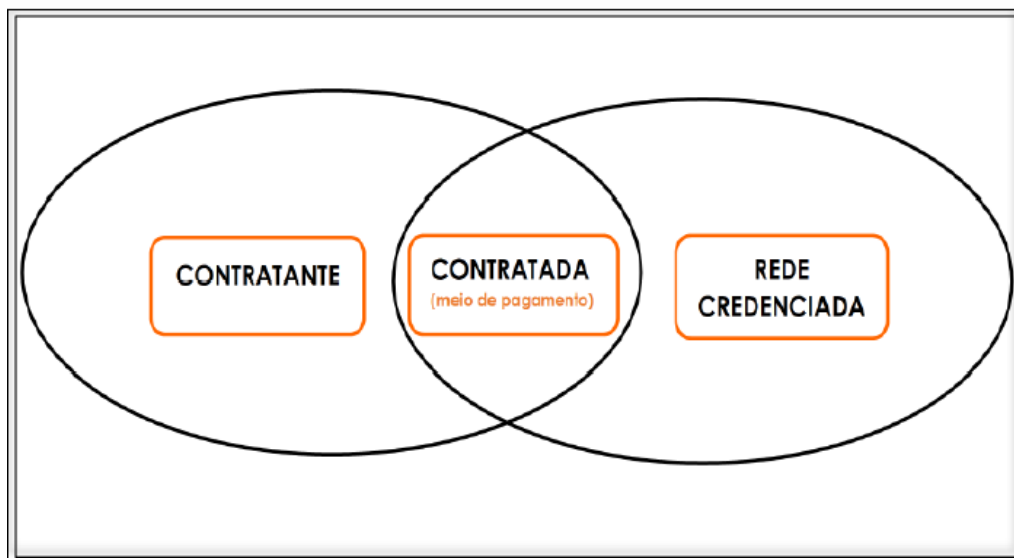 CONTRATANTE
CONTRATADA
(meio de pagamento)
REDE
CREDENCIADA